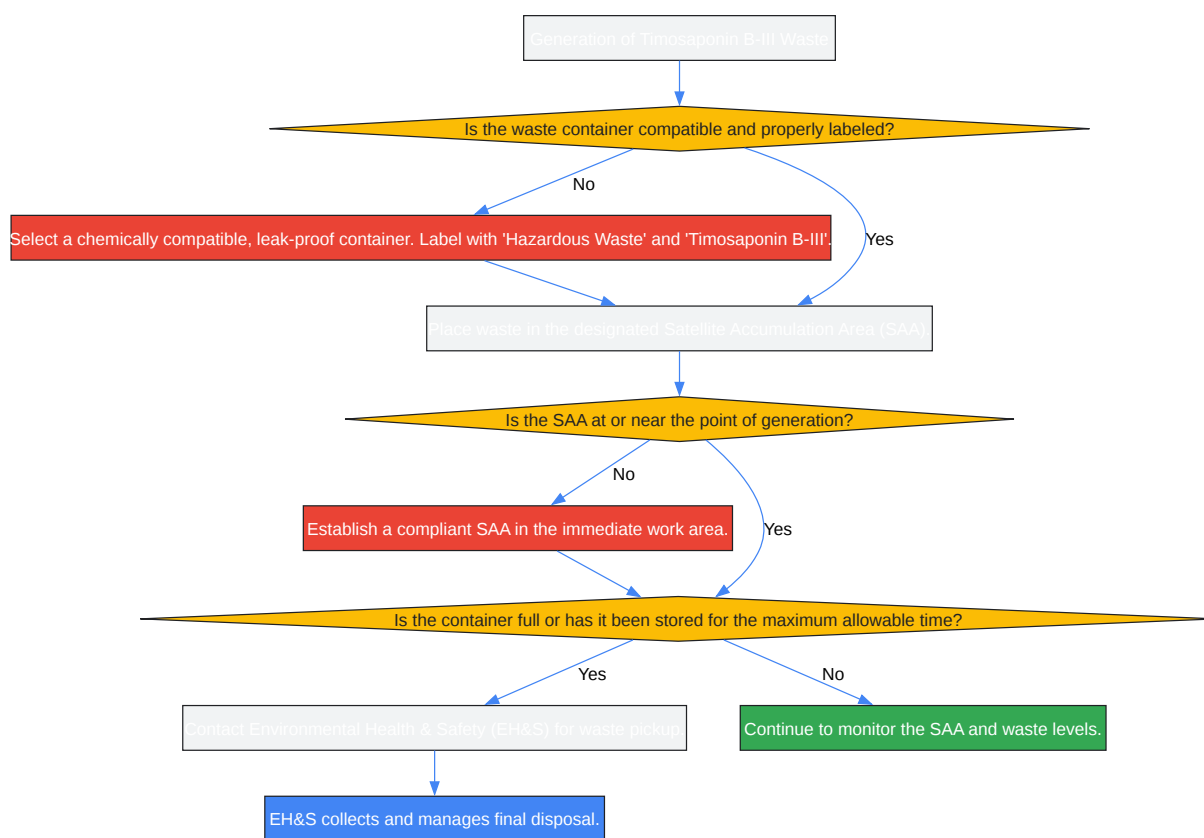 Generation of Timosaponin B-III Waste
Is the waste container compatible and properly labeled?
No
Yes
Select a chemically compatible, leak-proof container. Label with 'Hazardous Waste' and 'Timosaponin B-III'.
Place waste in the designated Satellite Accumulation Area (SAA).
Is the SAA at or near the point of generation?
No
Yes
Establish a compliant SAA in the immediate work area.
Is the container full or has it been stored for the maximum allowable time?
Yes
No
Contact Environmental Health & Safety (EH&S) for waste pickup.
Continue to monitor the SAA and waste levels.
EH&S collects and manages final disposal.